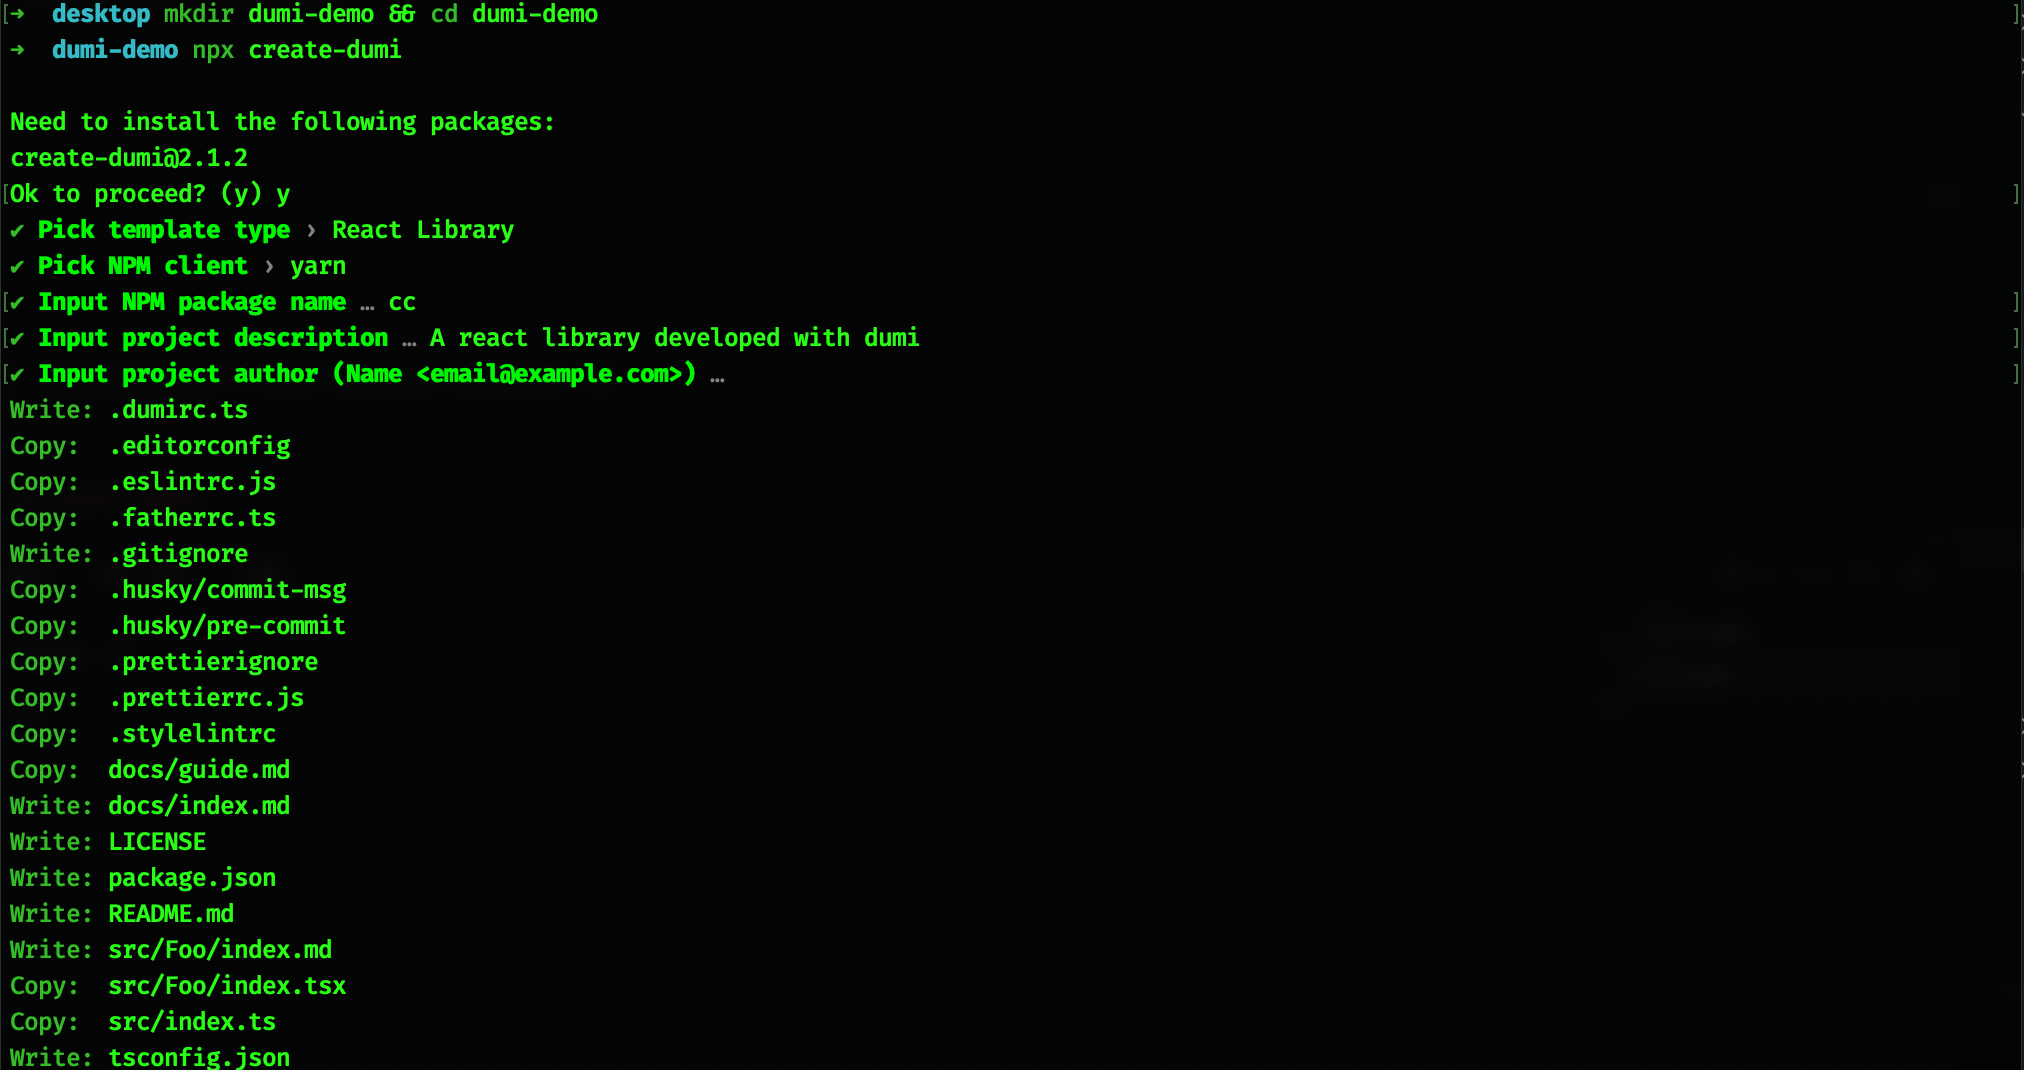 [➜  desktop mkdir dumi-demo && cd dumi-demo ]
➜  dumi-demo npx create-dumi
Need to install the following packages:
create-dumi@2.1.2
[Ok to proceed? (y) y ]
✔ Pick template type › React Library
✔ Pick NPM client › yarn
[✔ Input NPM package name … cc ]
[✔ Input project description … A react library developed with dumi ]
[✔ Input project author (Name <email@example.com>) … ]
Write: .dumirc.ts
Copy:  .editorconfig
Copy:  .eslintrc.js
Copy:  .fatherrc.ts
Write: .gitignore
Copy:  .husky/commit-msg
Copy:  .husky/pre-commit
Copy:  .prettierignore
Copy:  .prettierrc.js
Copy:  .stylelintrc
Copy:  docs/guide.md
Write: docs/index.md
Write: LICENSE
Write: package.json
Write: README.md
Write: src/Foo/index.md
Copy:  src/Foo/index.tsx
Copy:  src/index.ts
Write: tsconfig.json